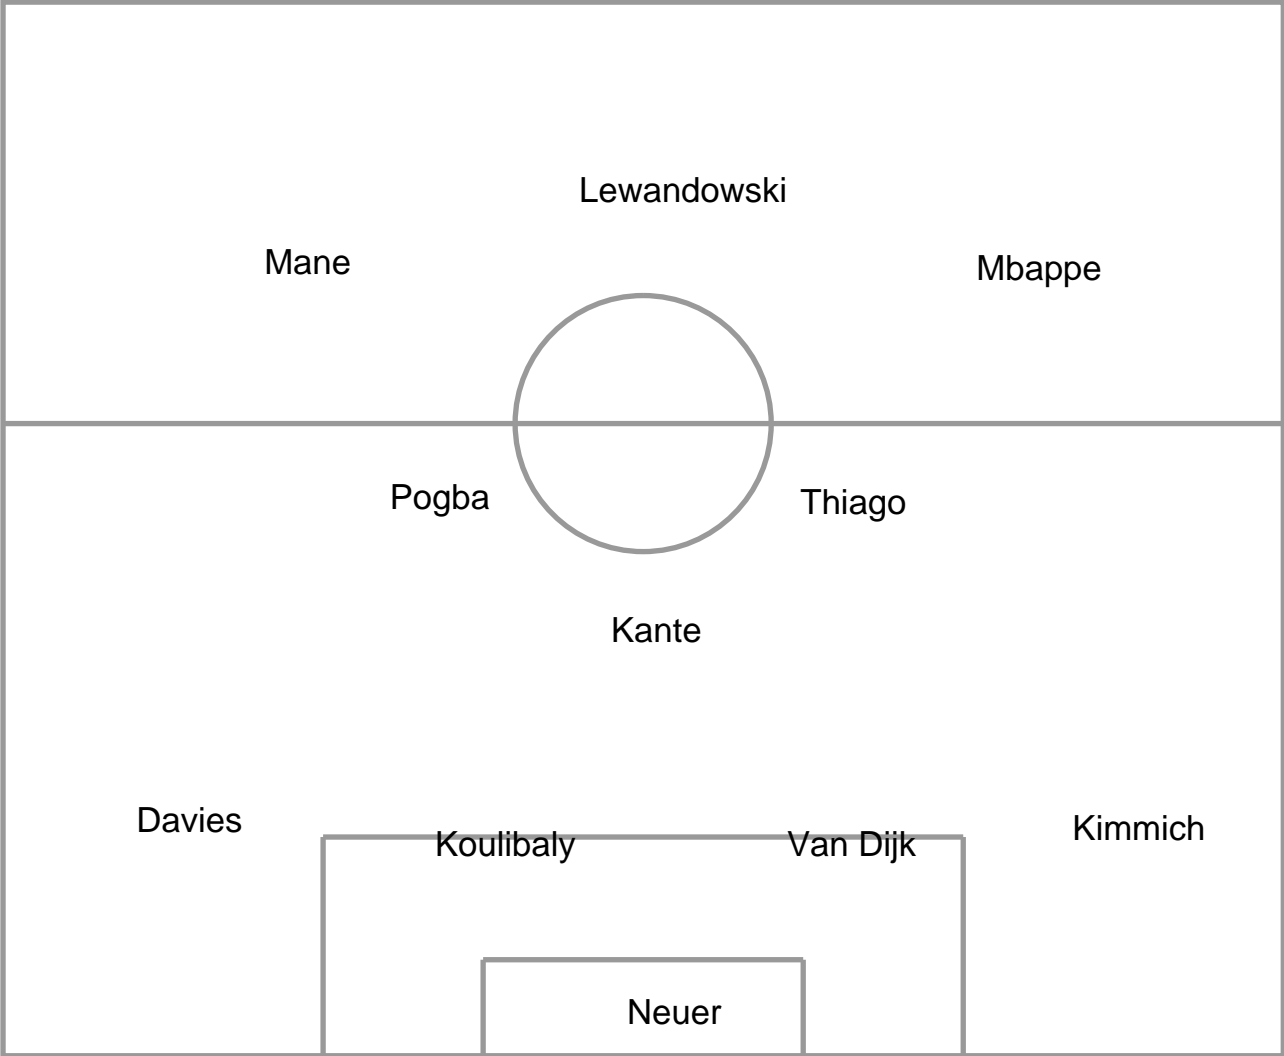 Lewandowski
Mane
Mbappe
Pogba
Thiago
Kante
Davies
Kimmich
Koulibaly
Van Dijk
Neuer